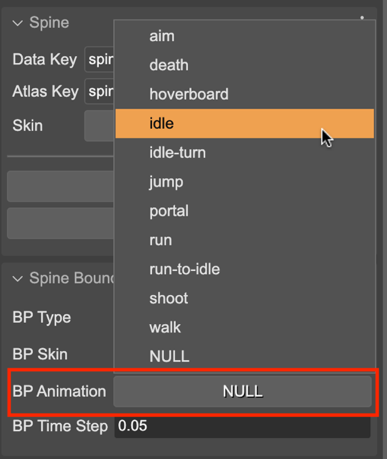 Spine
aim
Data Key spin
death
Atlas Key spin
hoverboard
Skin
idle
idle-turn
jump
portal
run
run-to-idle
Spine Boun
shoot
BP Type
walk
BP Skin
NULL
BP Animation NULL
BP Time Step 0.05